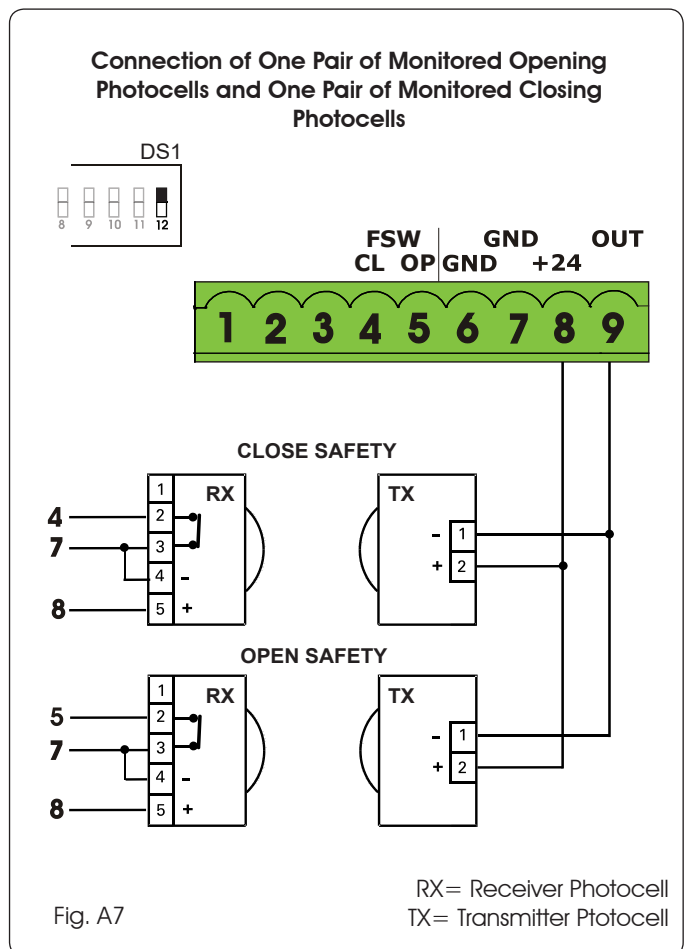 Connection of One Pair of Monitored Opening
Photocells and One Pair of Monitored Closing
Photocells
DS1
8 9 10 11 12
FSW GND OUT
CL OP GND +24
1 2 3 4 5 6 7 8 9
CLOSE SAFETY
1 RX TX
4 2
7 3 - 1
4 - + 2
8 5 +
OPEN SAFETY
1 RX TX
5 2
7 3 - 1
4 - + 2
8 5 +
RX= Receiver Photocell
Fig. A7 TX= Transmitter Ptotocell